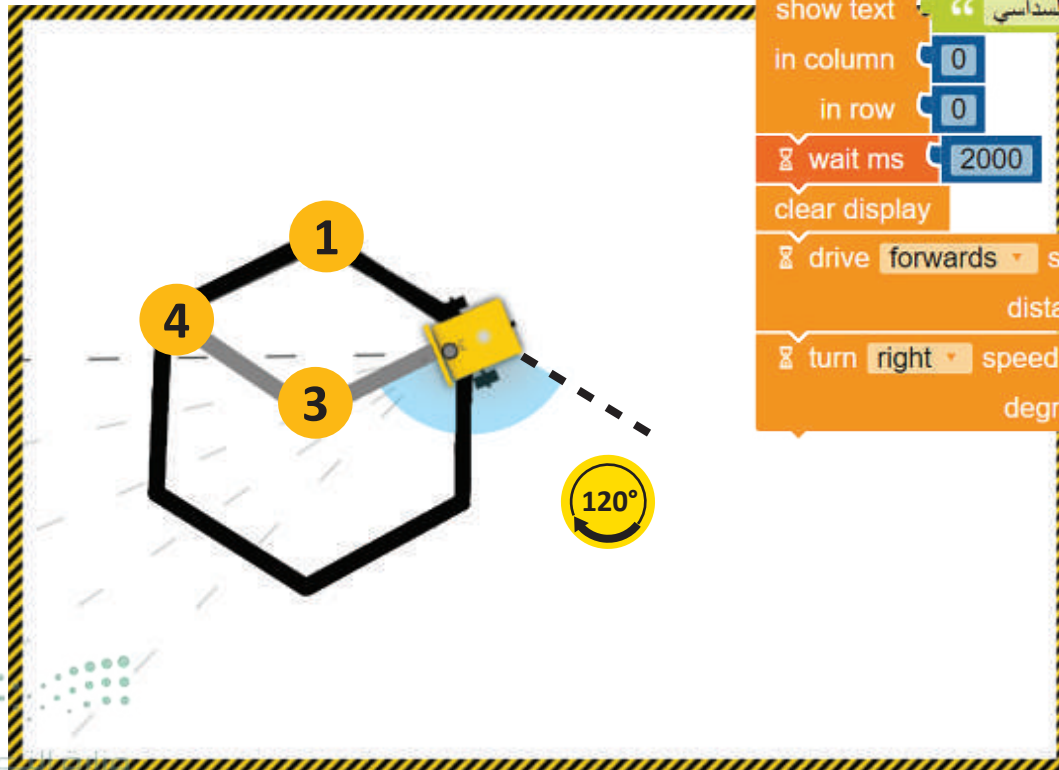 show text “
in column 0
in row 0
wait ms 2000
clear display
drive forwards
turn right speed
1
4
3
120°